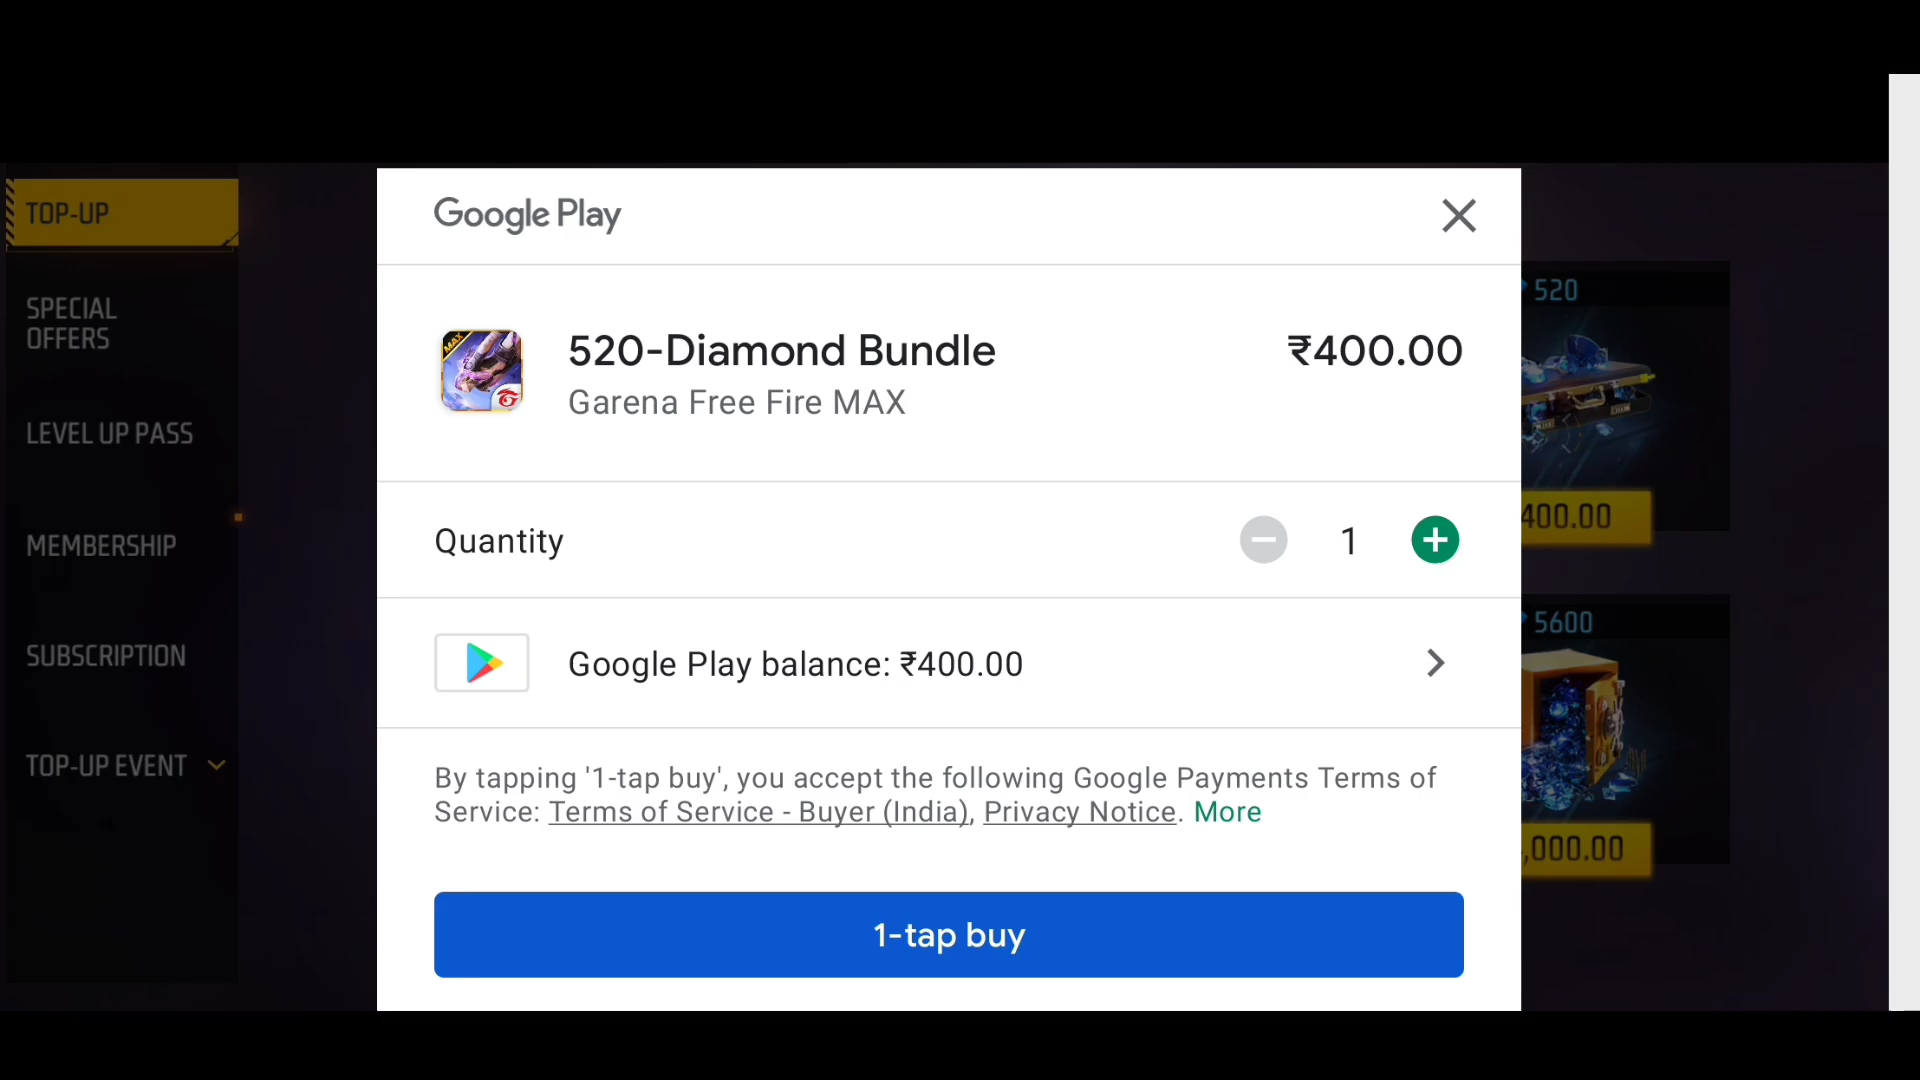 TOP-UP
SPECIAL
OFFERS
LEVEL UP PASS
MEMBERSHIP
SUBSCRIPTION
TOP-UP EVENT
Google Play
MAX
520-Diamond Bundle
₹400.00
Garena Free Fire MAX
Quantity
1
Google Play balance: ₹400.00
By tapping '1-tap buy', you accept the following Google Payments Terms of
Service: Terms of Service - Buyer (India), Privacy Notice. More
1-tap buy
520
400.00
5600
,000.00